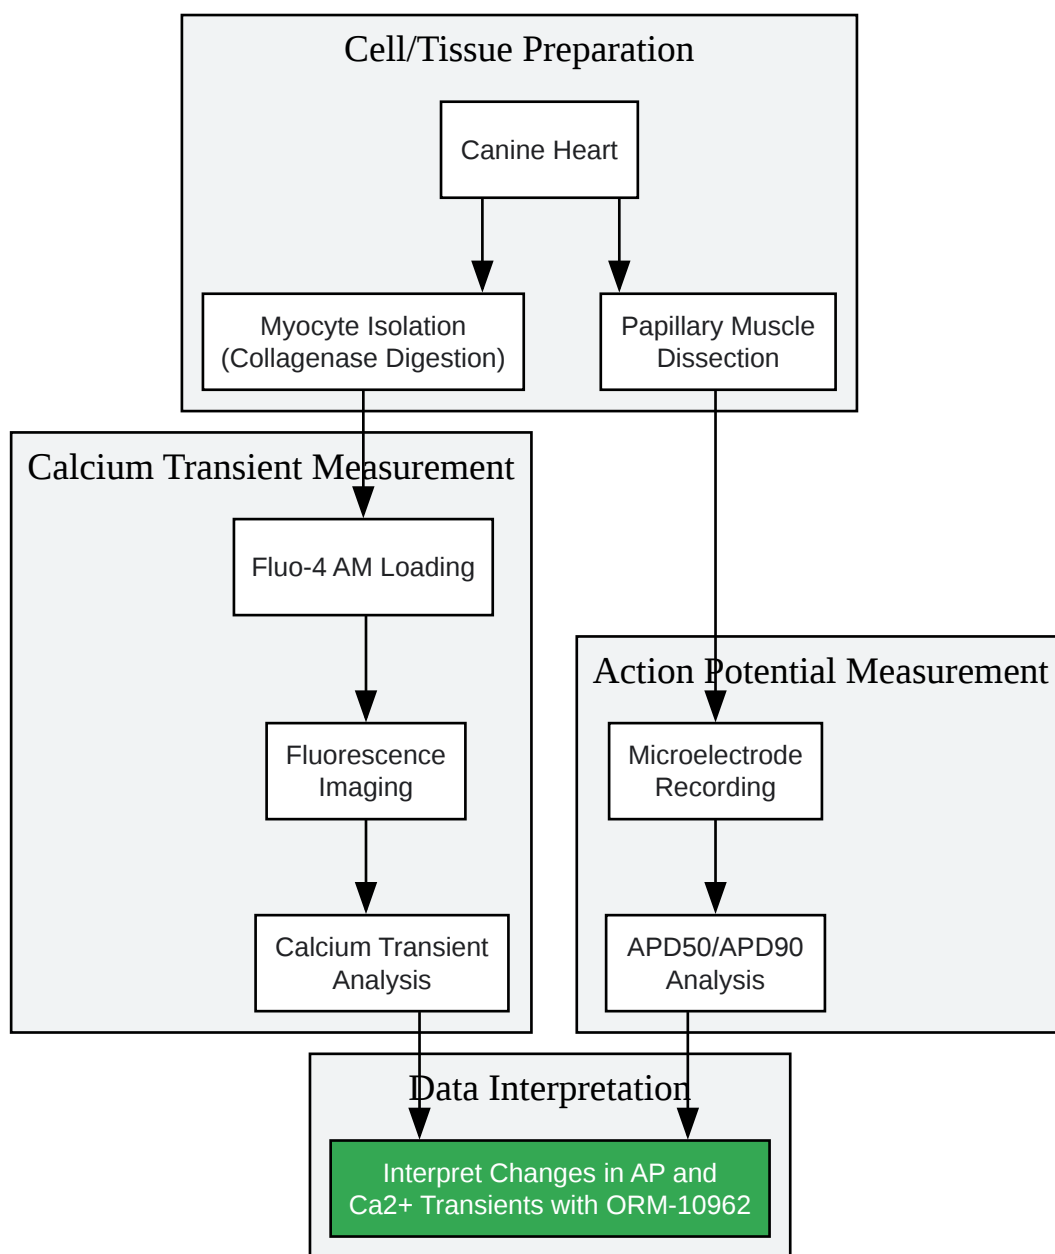 Cell/Tissue Preparation
Canine Heart
Myocyte Isolation
(Collagenase Digestion)
Papillary Muscle
Dissection
Calcium Transient Measurement
Fluo-4 AM Loading
Fluorescence
Imaging
Calcium Transient
Analysis
Action Potential Measurement
Microelectrode
Recording
APD50/APD90
Analysis
Data Interpretation
Interpret Changes in AP and
Ca2+ Transients with ORM-10962